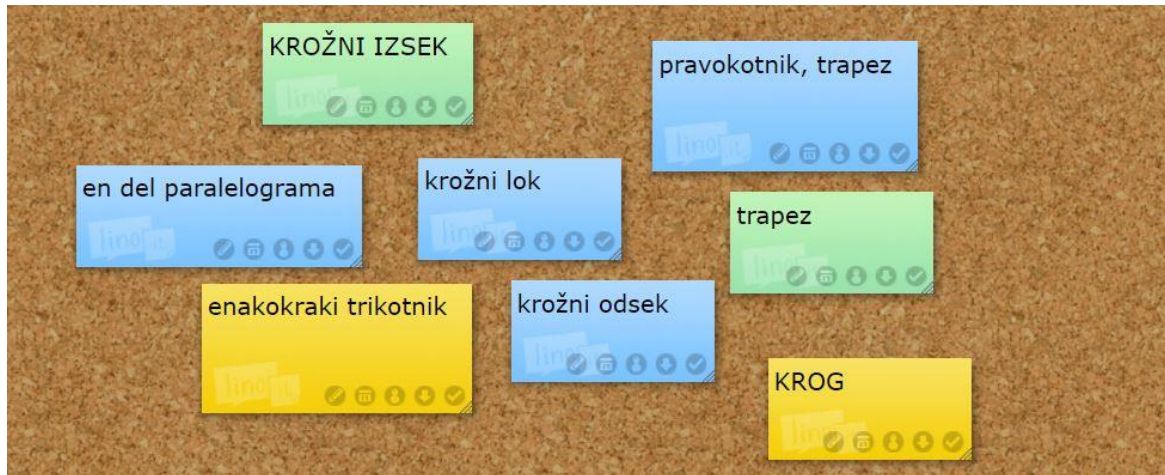 KROŽNI IZSEK
pravokotnik, trapez
en del paralelograma
krožni lok
trapez
enakokraki trikotnik
krožni odsek
KROG